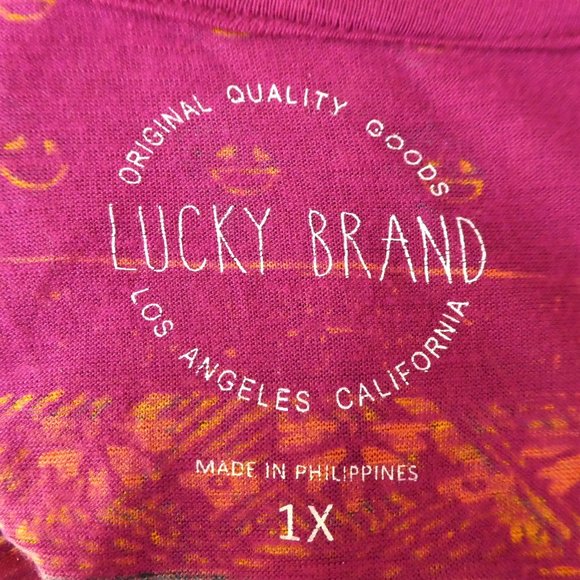 ORIGINAL QUALITY GOODS
LUCKY BRAND
LOS ANGELES CALIFORNIA
MADE IN PHILIPPINES
1X